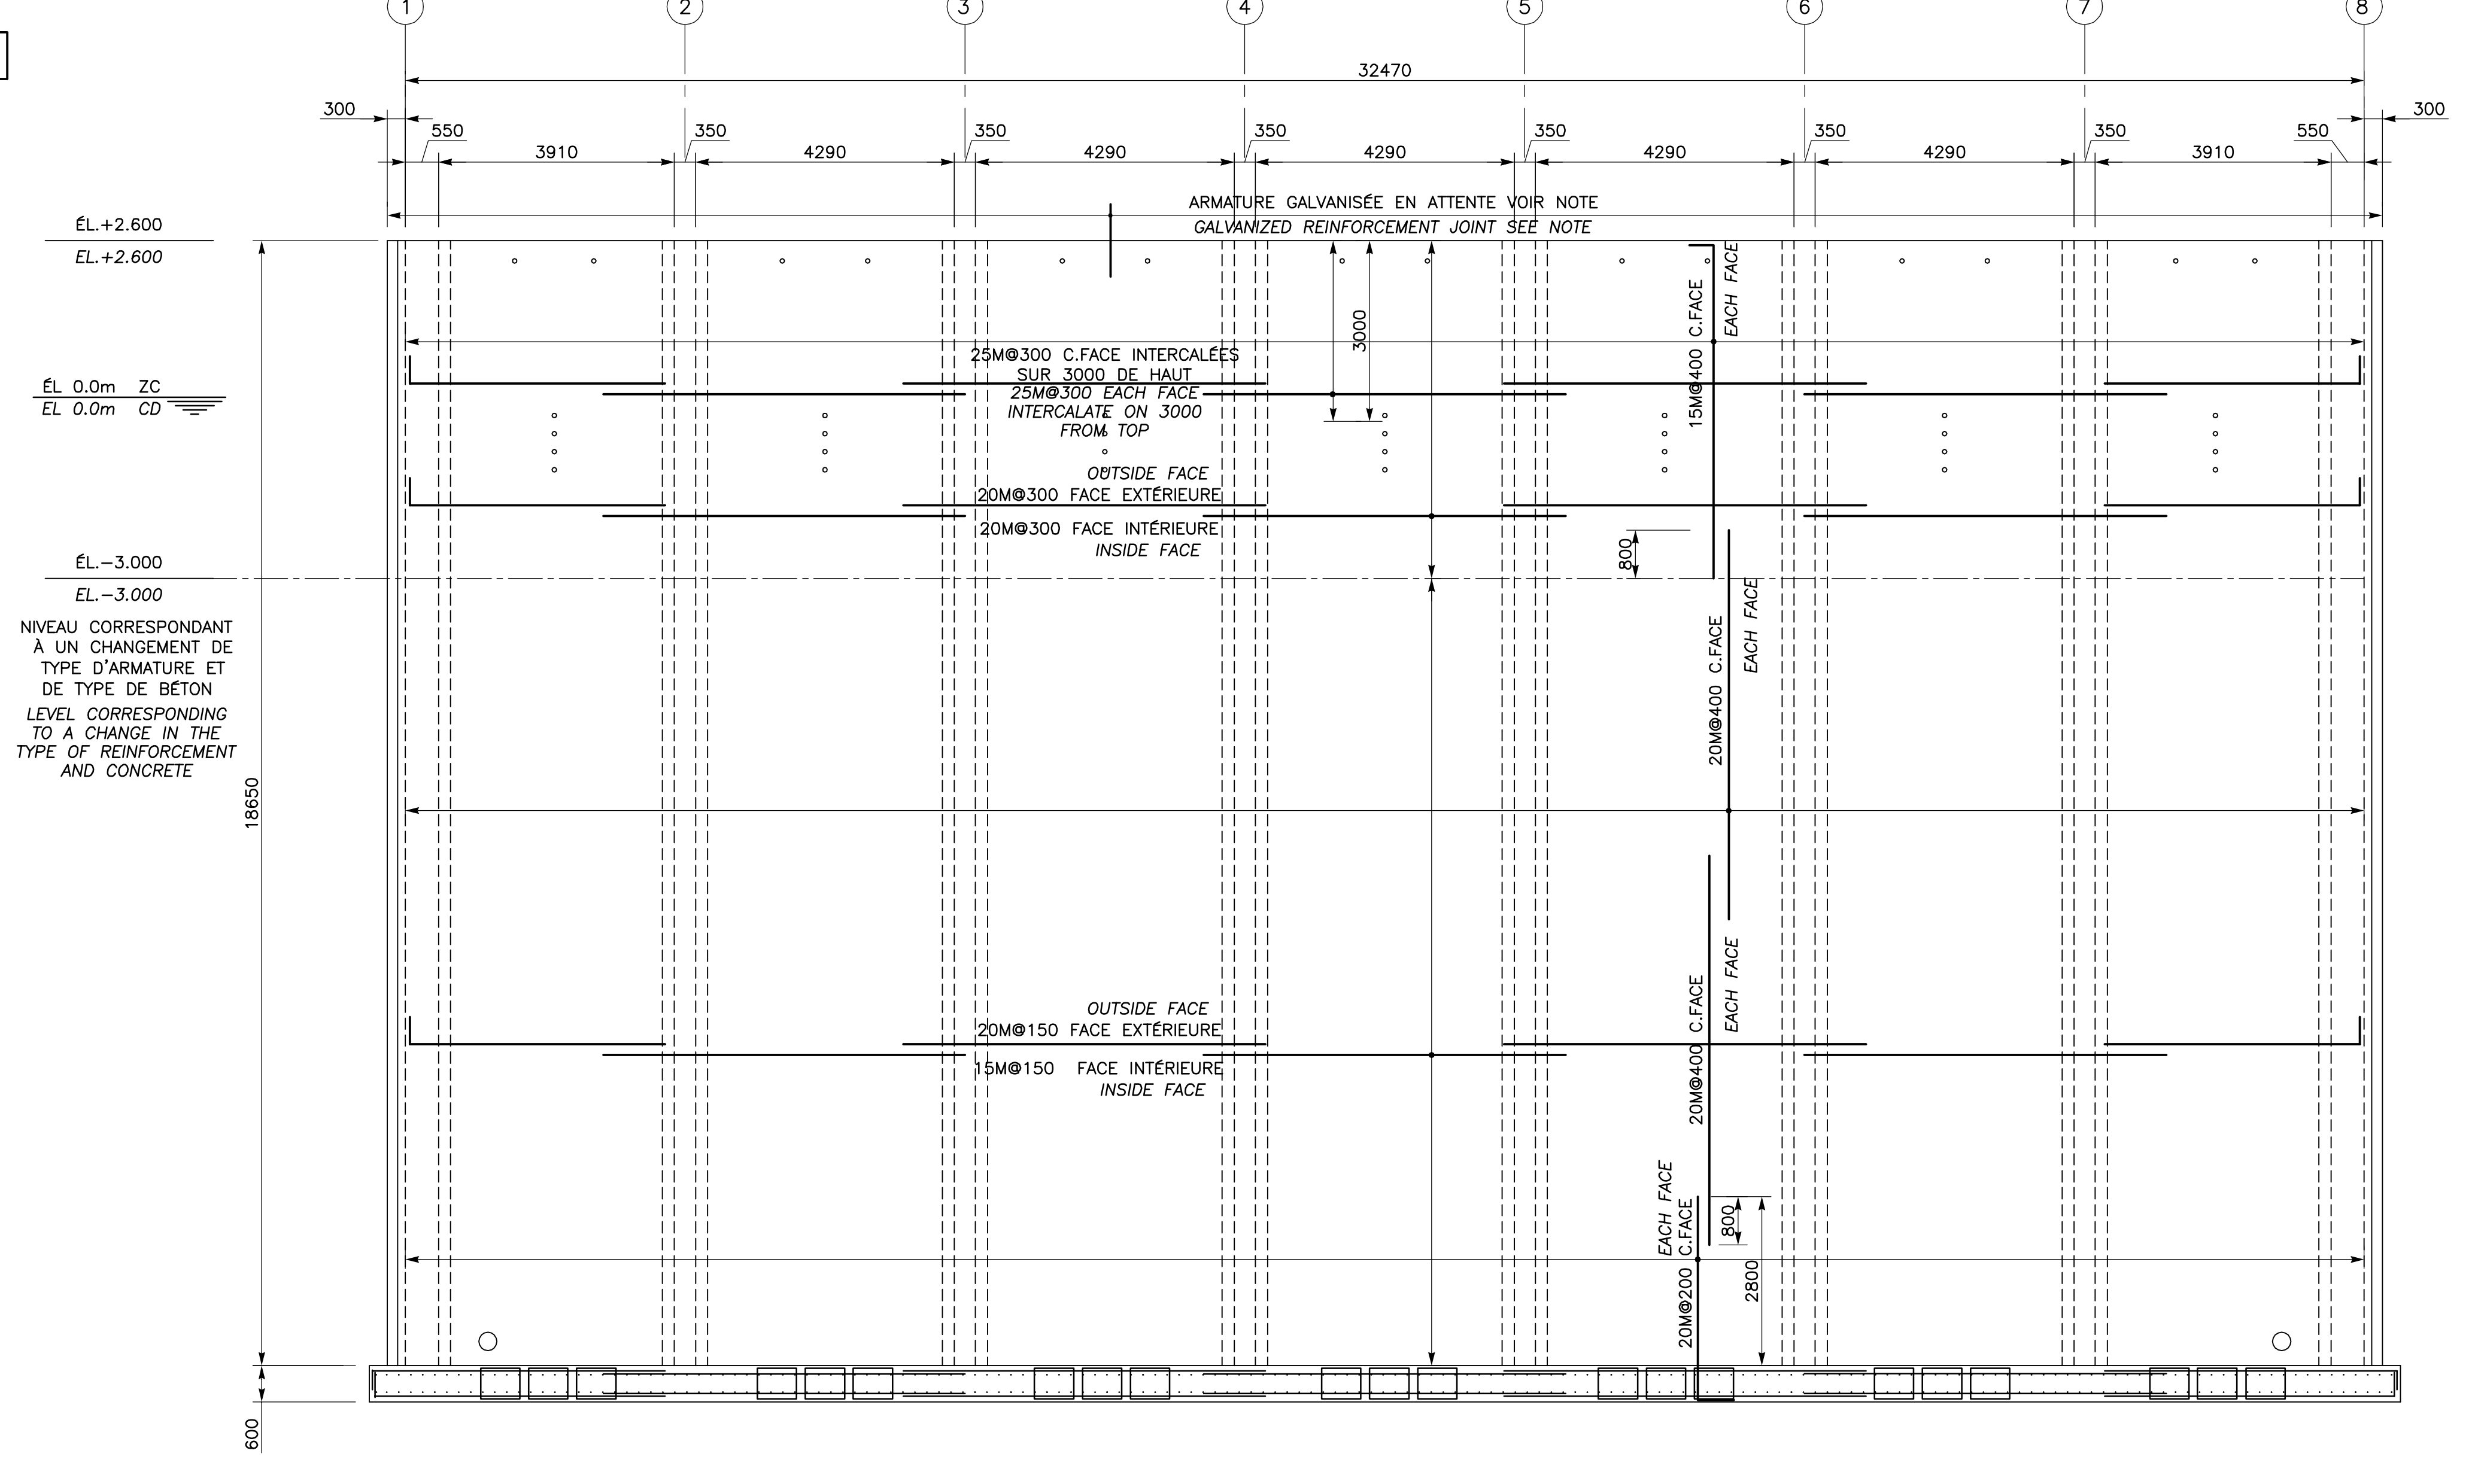 1 2 3 4 5 6 7 8
32470
300 300
550 350 350 350 350 350 350 550
3910 4290 4290 4290 4290 4290 3910
ARMATURE GALVANISÉE EN ATTENTE VOIR NOTE
GALVANIZED REINFORCEMENT JOINT SEE NOTE
ÉL.+2.600
EL.+2.600
3000
15M@400 C.FACE
EACH FACE
25M@300 C.FACE INTERCALÉES
SUR 3000 DE HAUT
25M@300 EACH FACE
INTERCALATE ON 3000
FROM TOP
ÉL 0.0m ZC
EL 0.0m CD
OUTSIDE FACE
20M@300 FACE EXTÉRIEURE
20M@300 FACE INTÉRIEURE
INSIDE FACE
800
ÉL.-3.000
EL.-3.000
NIVEAU CORRESPONDANT
À UN CHANGEMENT DE
TYPE D'ARMATURE ET
DE TYPE DE BÉTON
LEVEL CORRESPONDING
TO A CHANGE IN THE
TYPE OF REINFORCEMENT
AND CONCRETE
20M@400 C.FACE
EACH FACE
18650
20M@400 C.FACE
EACH FACE
OUTSIDE FACE
20M@150 FACE EXTÉRIEURE
15M@150 FACE INTÉRIEURE
INSIDE FACE
EACH FACE
20M@200 C.FACE
800
2800
600